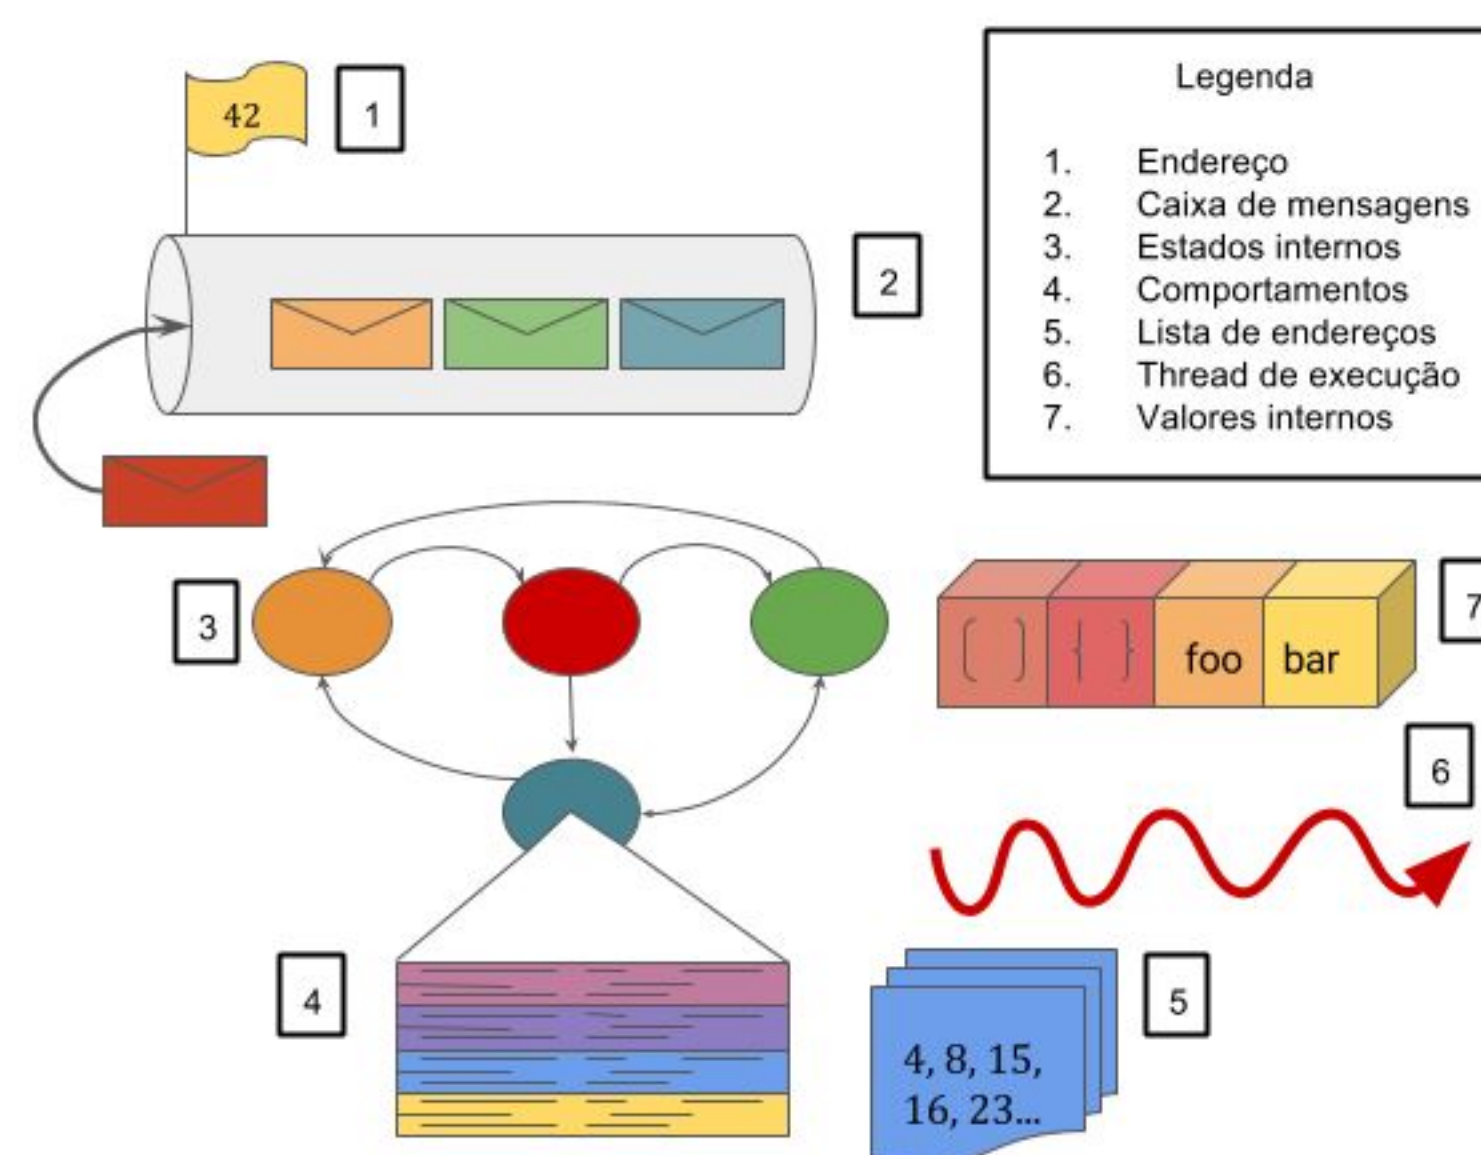 42
1
Legenda
1. Endereço
2. Caixa de mensagens
3. Estados internos
4. Comportamentos
5. Lista de endereços
6. Thread de execução
7. Valores internos
2
3
( ) { } foo bar
7
6
4
4, 8, 15,
16, 23...
5